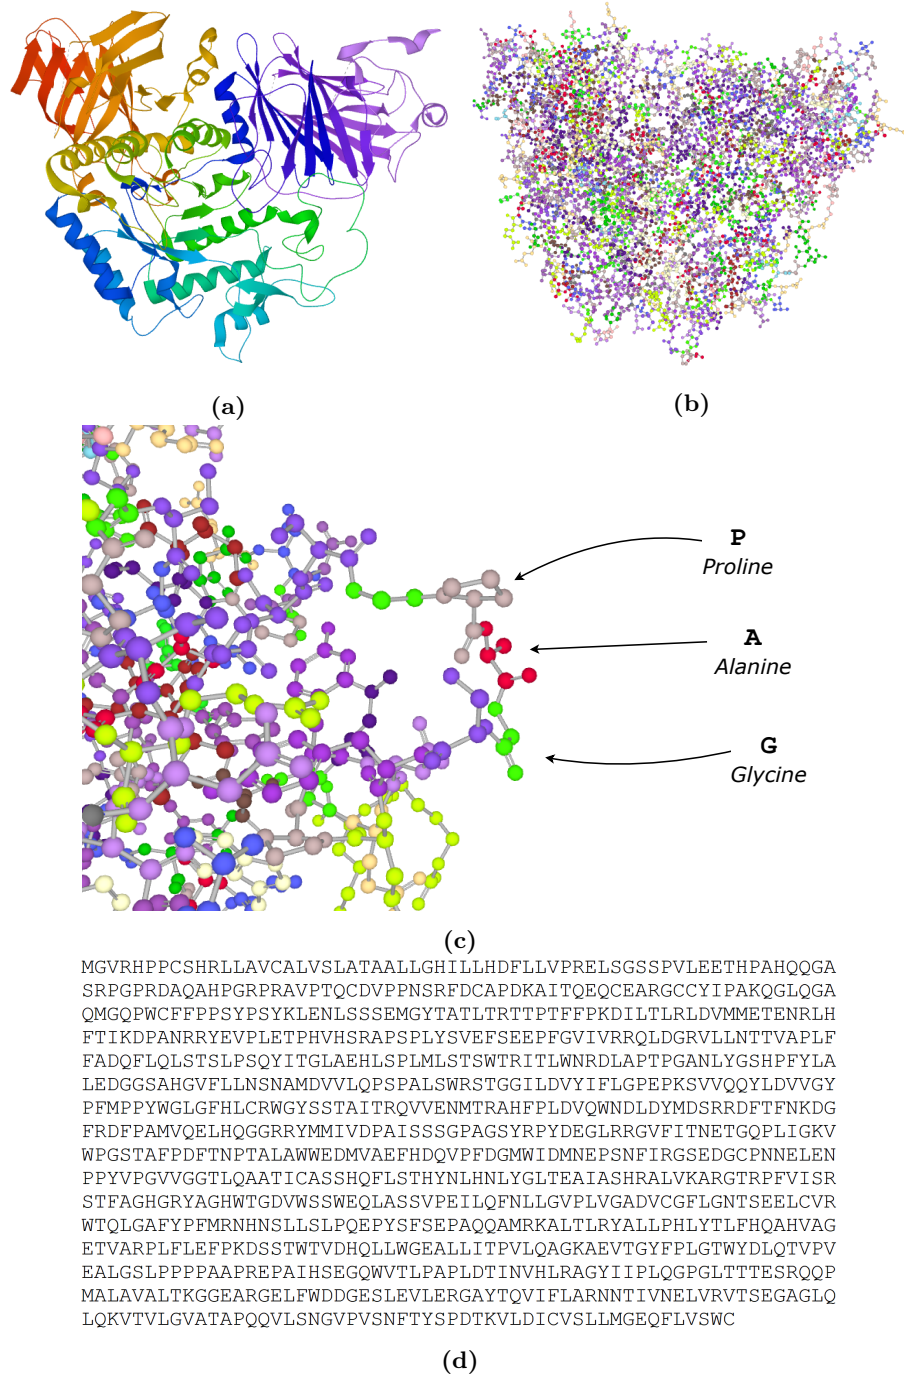 (a)
(b)
P
Proline
A
Alanine
G
Glycine
(c)
MGVRHPPCSHRLLAVCALVSLATAALLGHILLHDFLLVPRELSGSSPVLEETHPAHQQGA
SRPGPRDAQAHPGRPRAVPTQCDVPPNSRFDCAPDKAITQEQCEARGCCYIPAKQGLQGA
QMGQPWCFFPPSYPSYKLENLSSSEMGYTATLTRTTPTFFPKDILTLRLDVMMETENRLH
FTIKDPANRRYEVPLETPHVHSRAPSPLYSVEFSEEPFGVIVRRQLDGRVLLNTTVAPLF
FADQFLQLSTSLPSQYITGLAEHLSPLMLSTSWTRITLWNRDLAPTPGANLYGSHPFYLA
LEDGGSAHGVFLLNSNAMDVVLQPSPALSWRSTGGILDVYIFLGPEPKSVVQQYLDVVGY
PFMPPYWGLGFHLCRWGYSSTAITRQVVENMTRAHFPLDVQWNDLDYMDSRRDFTFNKDG
FRDFPAMVQELHQGGRRYMMIVDPAISSSGPAGSYRPYDEGLRRGVFITNETGQPLIGKV
WPGSTAFPDFTNPTALAWWEDMVAEFHDQVPFDGMWIDMNEPSNFIRGSEDGCPNNELEN
PPYVPGVVGGTLQAATICASSHQFLSTHYNLHNLYGLTEAIASHRALVKARGTRPFVISR
STFAGHGRYAGHWTGDVWSSWEQLASSVPEILQFNLLGVPLVGADVCGFLGNTSEELCVR
WTQLGAFYPFMRNHNSLLSLPQEPYSFSEPAQQAMRKALTLRYALLPHLYTLFHQAHVAG
ETVARPLFLEFPKDSSTWTVDHQLLWGEALLITPVLQAGKAEVTGYFPLGTWYDLQTVPV
EALGSLPPPPAAPREPAIHSEGQWVTLPAPLDTINVHLRAGYIIPLQGPGLTTTESRQQP
MALAVALTKGGEARGELFWDDGESLEVLERGAYTQVIFLARNNTIVNELVRVTSEGAGLQ
LQKVTVLGVATAPQQVLSNGVPVSNFTYSPDTKVLDICVSLLMGEQFLVSWC
(d)